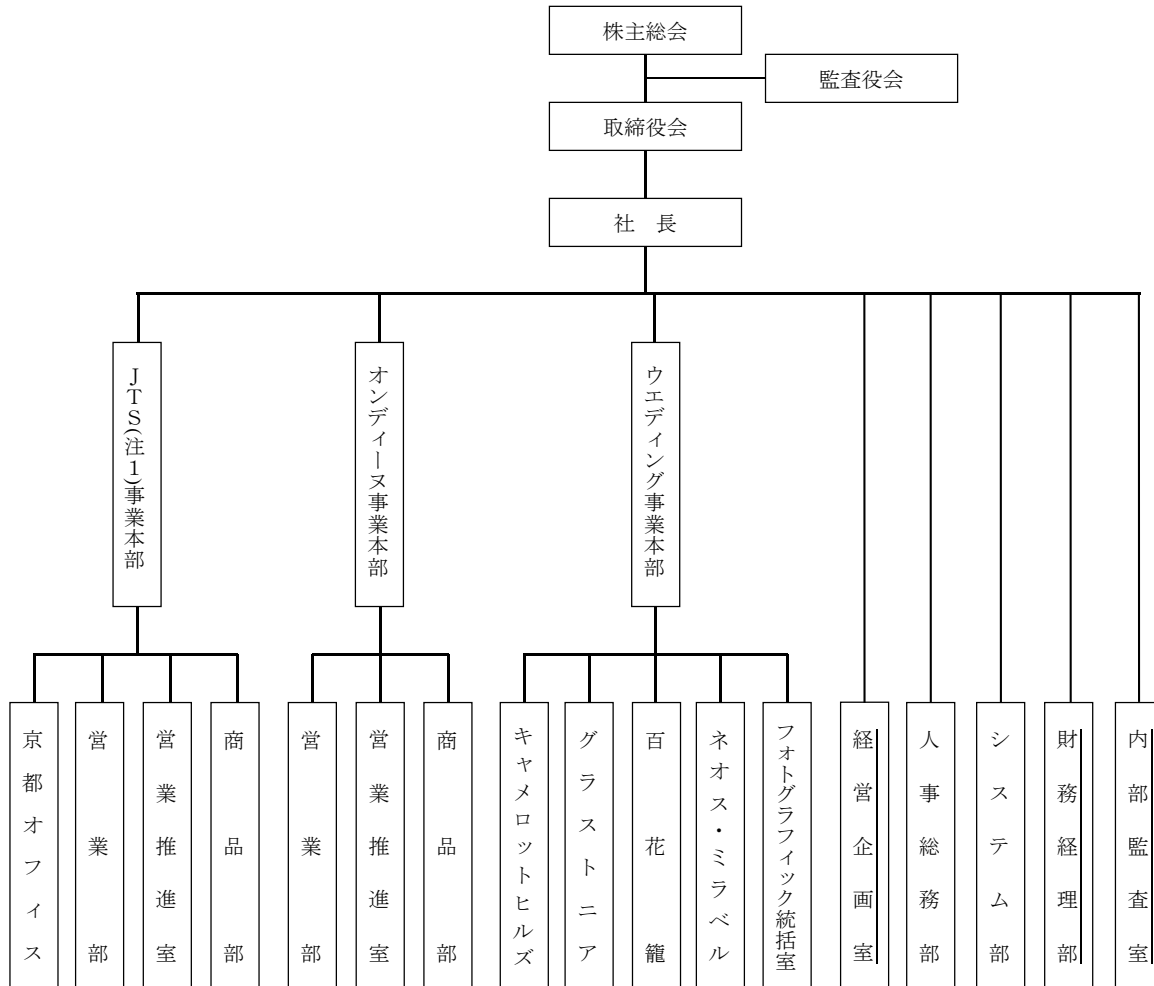 株主総会
監査役会
取締役会
社 長
JTS(注1)事業本部
オンディーヌ事業本部
ウエディング事業本部
京都オフィス
営業部
営業推進室
商品部
営業部
営業推進室
商品部
キャメロットヒルズ
グラストニア
百花籠
ネオス・ミラベル
フォトグラフィック統括室
経営企画室
人事総務部
システム部
財務経理部
内部監査室